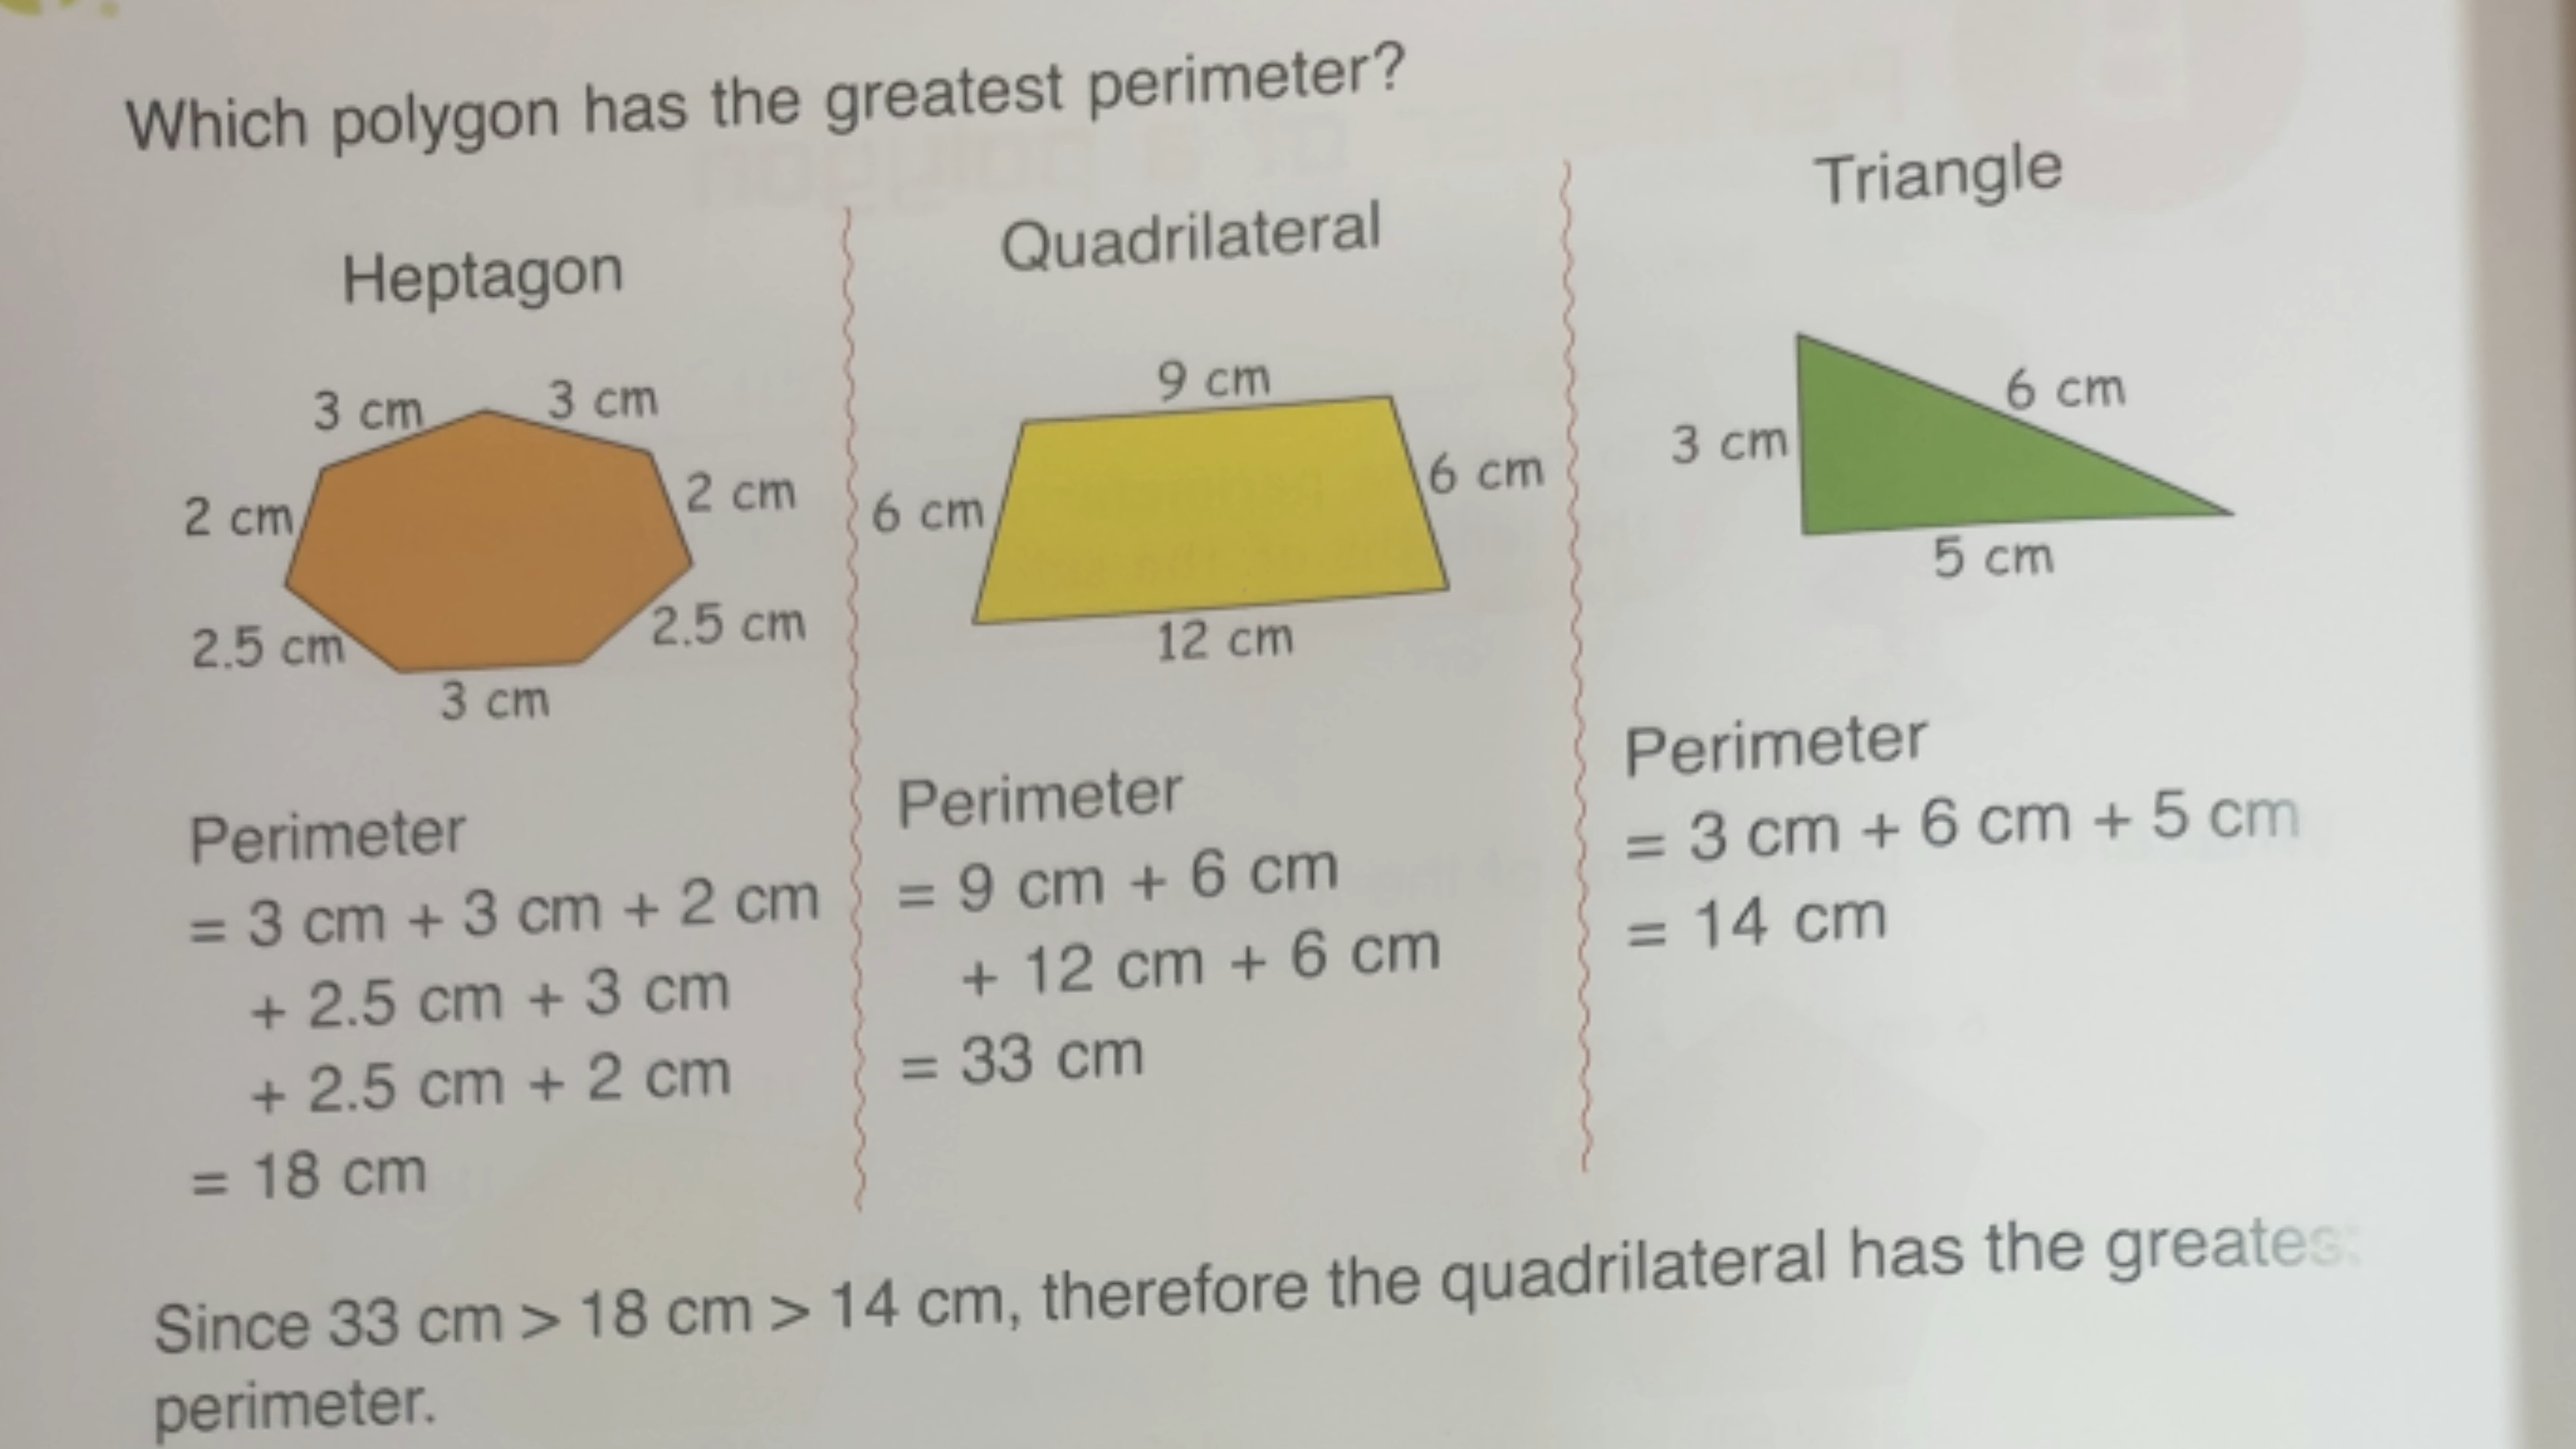 Which polygon has the greatest perimeter?
Heptagon
3 cm
3 cm
2 cm
2 cm
2.5 cm
2.5 cm
3 cm
Perimeter
= 3 cm + 3 cm + 2 cm
+ 2.5 cm + 3 cm
+ 2.5 cm + 2 cm
= 18 cm
Quadrilateral
9 cm
6 cm
6 cm
12 cm
Perimeter
= 9 cm + 6 cm
+ 12 cm + 6 cm
= 33 cm
Triangle
6 cm
3 cm
5 cm
Perimeter
= 3 cm + 6 cm + 5 cm
= 14 cm
Since 33 cm > 18 cm > 14 cm, therefore the quadrilateral has the greatest
perimeter.